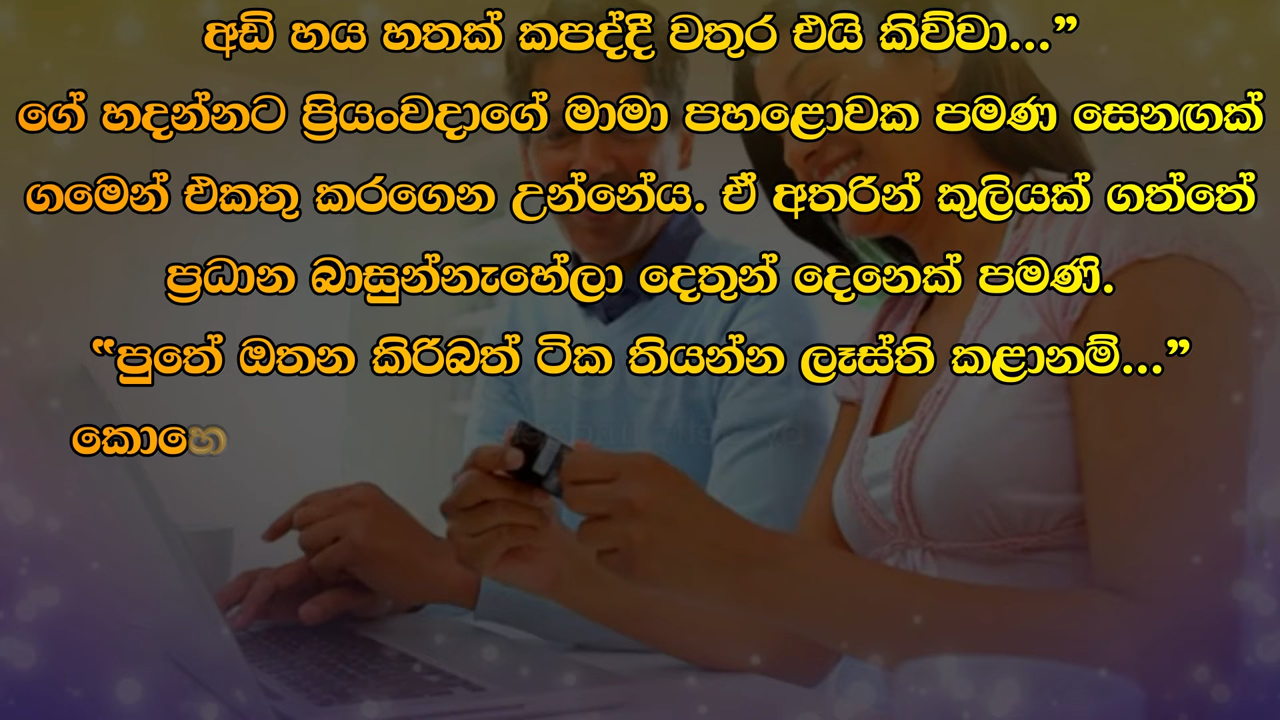 අඩි හය හතක් කපද්දී වතුර එයි කිව්වා...”
ගේ හදන්නට ප්‍රියංවදාගේ මාමා පහළොවක පමණ සෙනඟක්
ගමෙන් එකතු කරගෙන උන්නේය. ඒ අතරින් කුලියක් ගත්තේ
ප්‍රධාන බාසුන්නැහේලා දෙතුන් දෙනෙක් පමණි.
“පුතේ ඔතන කිරිබත් ටික තියන්න ලෑස්ති කළානම්...”
කොහෙ